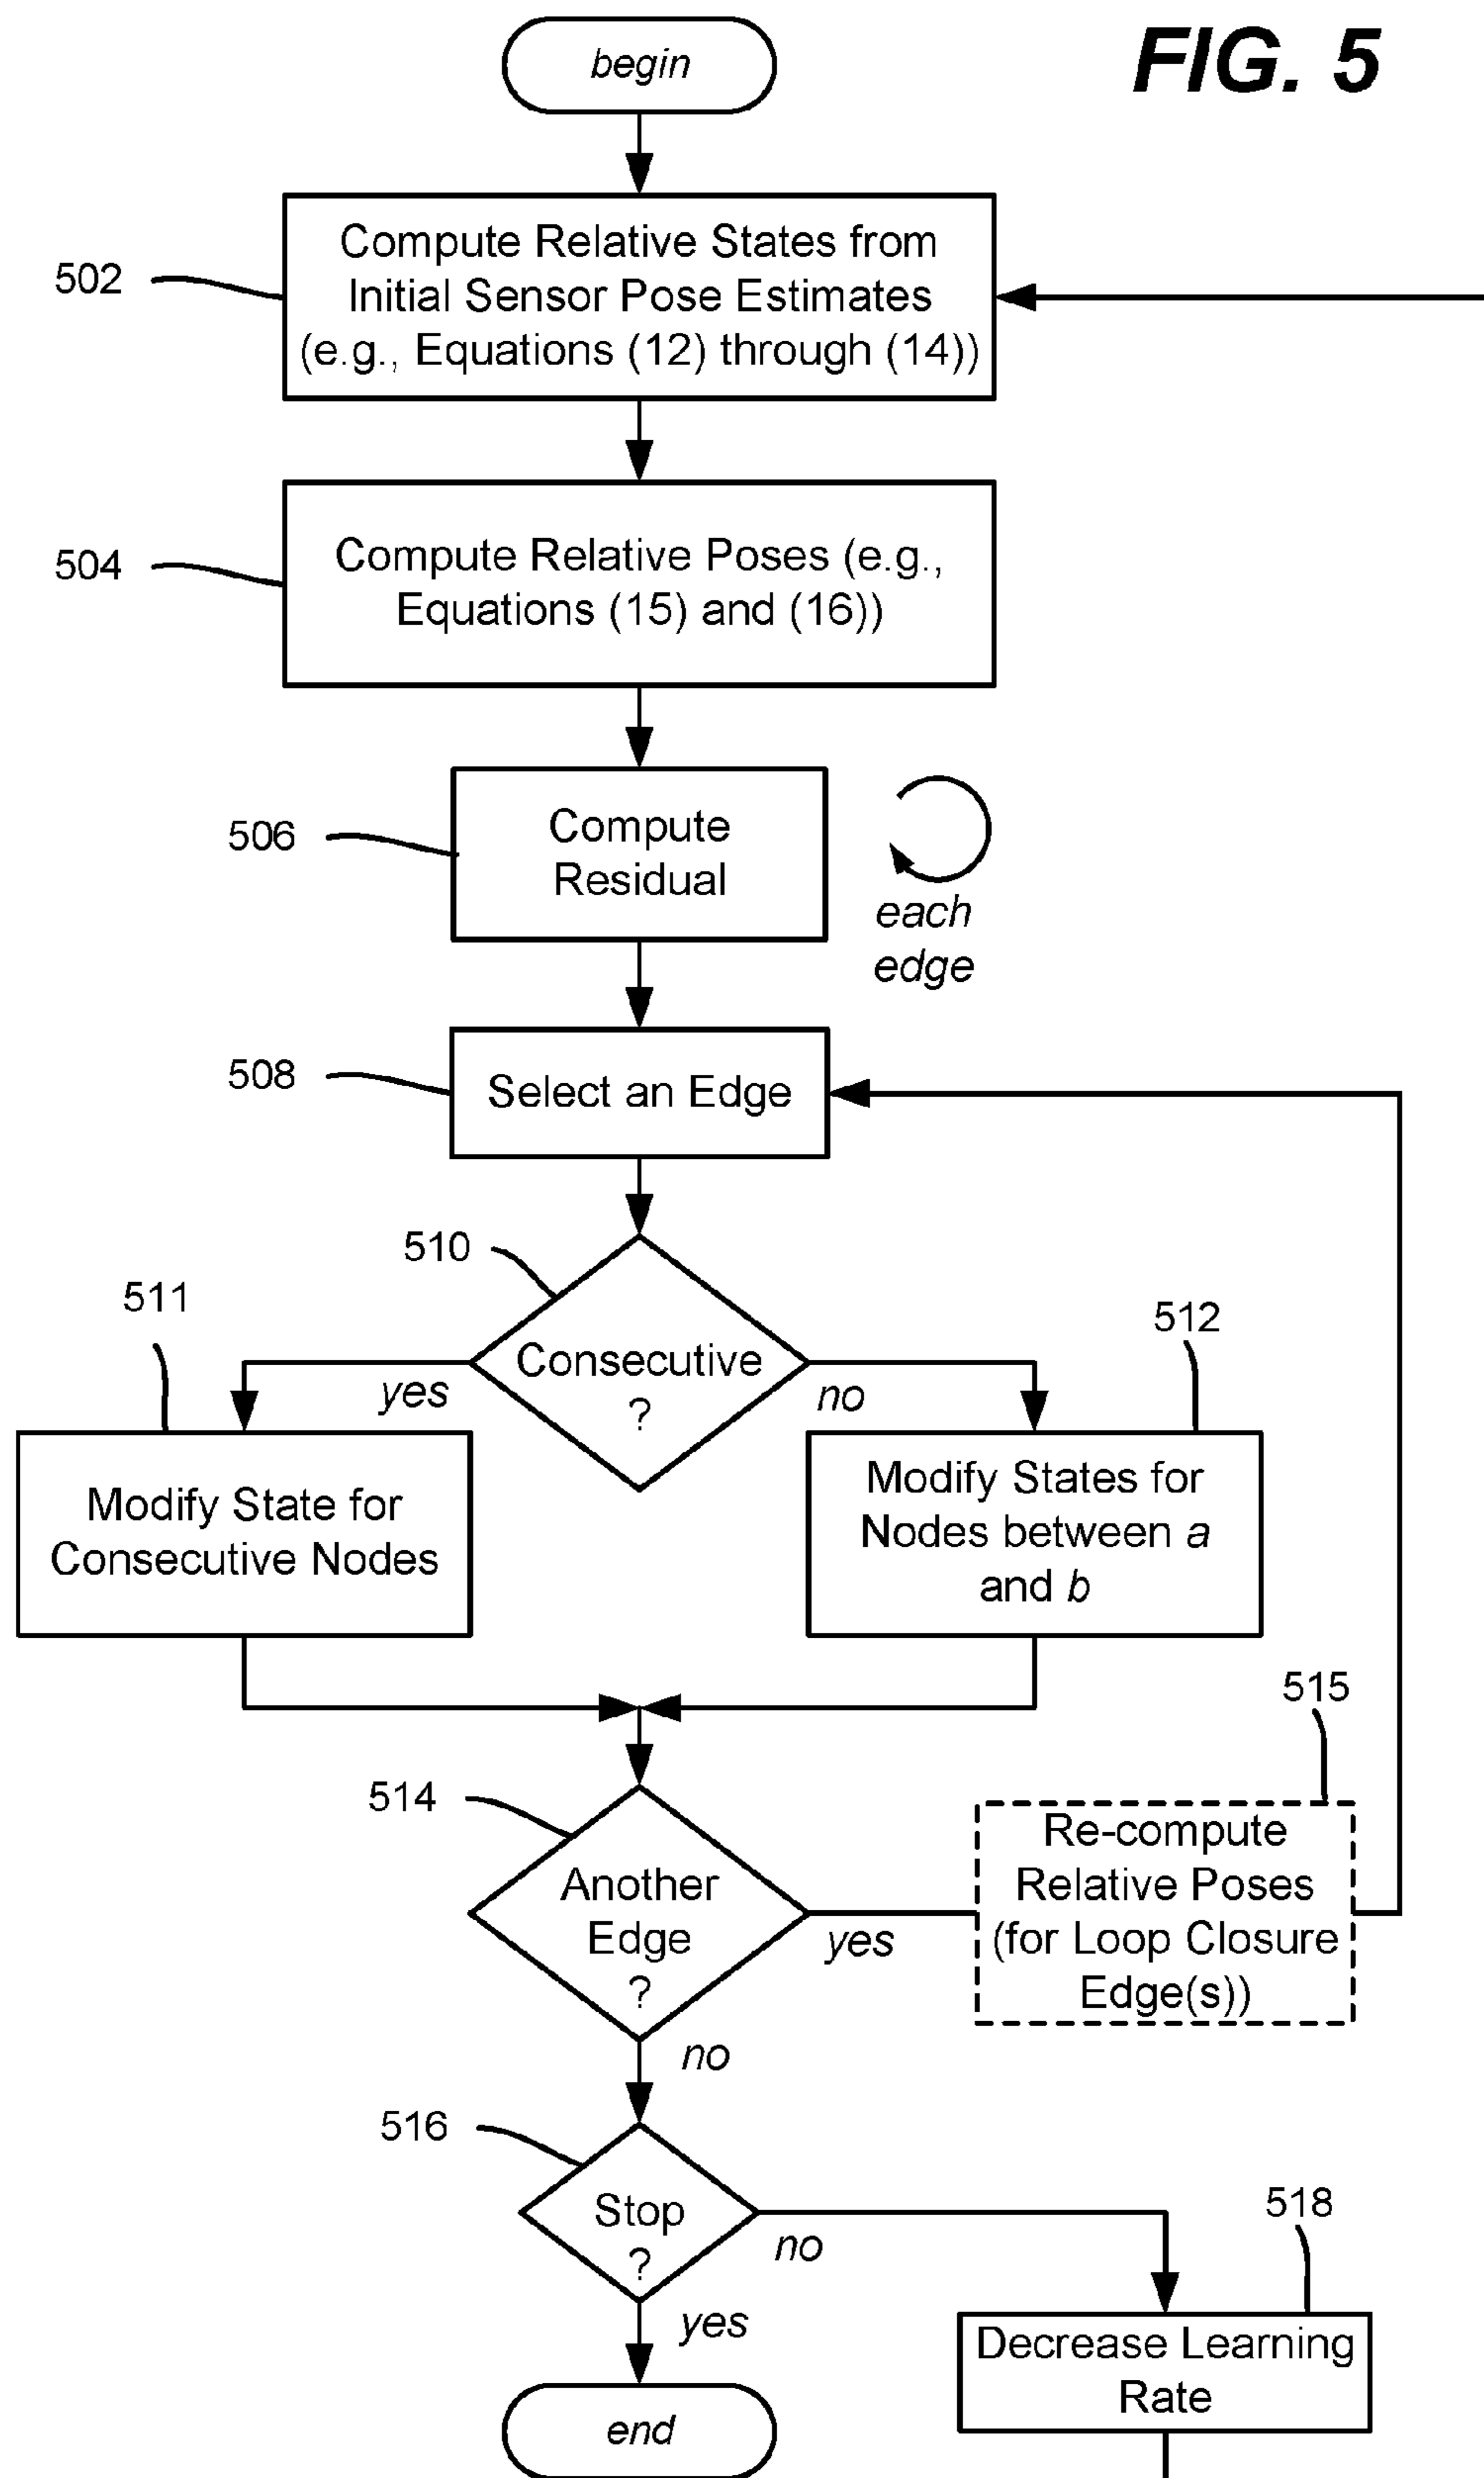 FIG. 5
begin
502
Compute Relative States from
Initial Sensor Pose Estimates
(e.g., Equations (12) through (14))
504
Compute Relative Poses (e.g.,
Equations (15) and (16))
506
Compute
Residual
each
edge
508
Select an Edge
510
Consecutive
?
yes
no
511
Modify State for
Consecutive Nodes
512
Modify States for
Nodes between a
and b
514
Another
Edge
?
yes
no
515
Re-compute
Relative Poses
(for Loop Closure
Edge(s))
516
Stop
?
no
yes
518
Decrease Learning
Rate
end